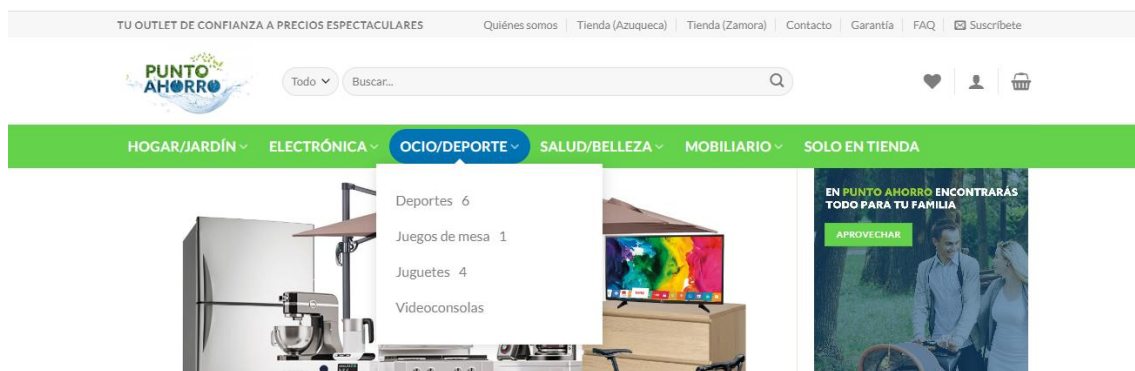 TU OUTLET DE CONFIANZA A PRECIOS ESPECTACULARES
Quiénes somos Tienda (Azuqueca) Tienda (Zamora) Contacto Garantía FAQ Suscríbete
PUNTO
AHORRO
Todo Buscar...
HOGAR/JARDÍN ELECTRÓNICA OCIO/DEPORTE SALUD/BELLEZA MOBILIARIO SOLO EN TIENDA
Deportes 6
Juegos de mesa 1
Juguetes 4
Videoconsolas
EN PUNTO AHORRO ENCONTRARÁS
TODO PARA TU FAMILIA
APROVECHAR